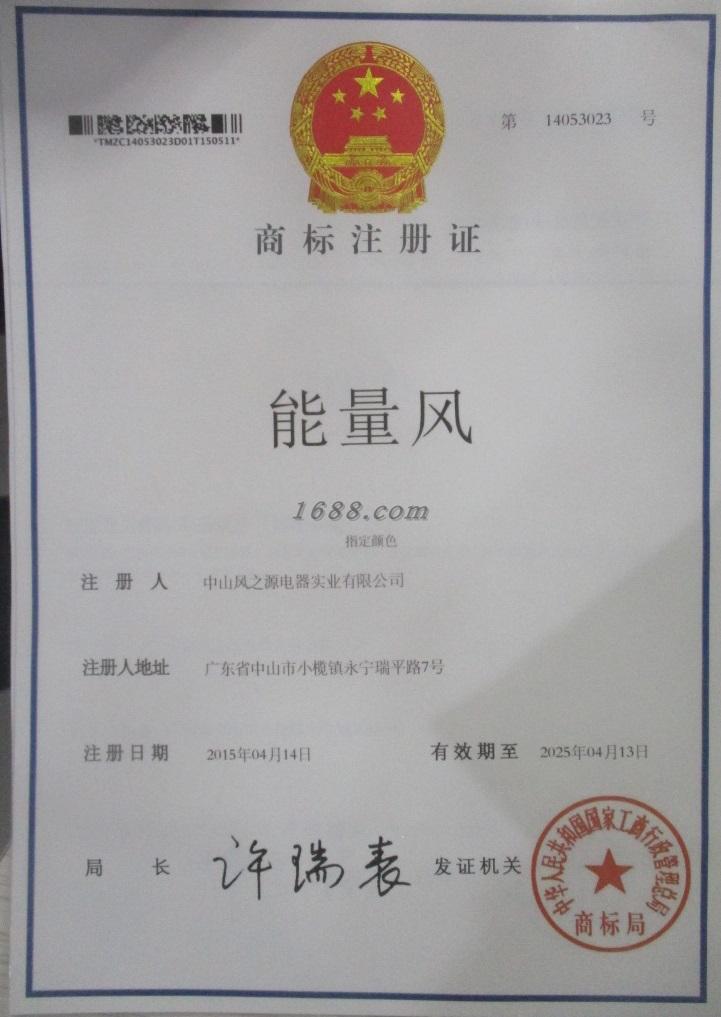 第 14053023 号
*TMZC14053023D01T150511*
商标注册证
能量风
1688.com
指定颜色
注册人 中山风之源电器实业有限公司
注册人地址 广东省中山市小榄镇永宁瑞平路7号
注册日期 2015年04月14日 有效期至 2025年04月13日
局长 许瑞表 发证机关
中华人民共和国国家工商行政管理总局
商标局